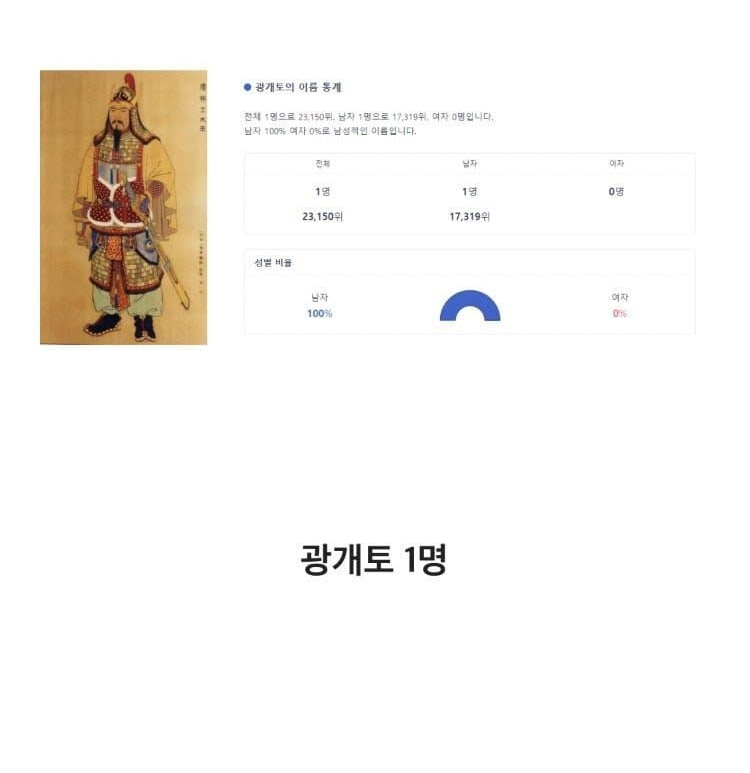 광개토의 이름 통계
전체 1명으로 23,150위, 남자 1명으로 17,319위, 여자 0명입니다.
남자 100% 여자 0%로 남성적인 이름입니다.
전체 남자 여자
1명 1명 0명
23,150위 17,319위
성별 비율
남자 여자
100% 0%
광개토 1명